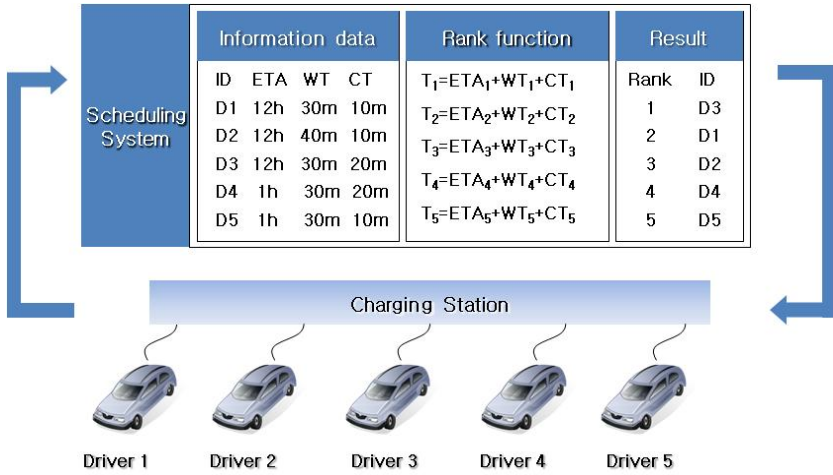 Scheduling
System
Information data
ID ETA WT CT
D1 12h 30m 10m
D2 12h 40m 10m
D3 12h 30m 20m
D4 1h 30m 20m
D5 1h 30m 10m
Rank function
T₁=ETA₁+WT₁+CT₁
T₂=ETA₂+WT₂+CT₂
T₃=ETA₃+WT₃+CT₃
T₄=ETA₄+WT₄+CT₄
T₅=ETA₅+WT₅+CT₅
Result
Rank ID
1 D3
2 D1
3 D2
4 D4
5 D5
Charging Station
Driver 1 Driver 2 Driver 3 Driver 4 Driver 5